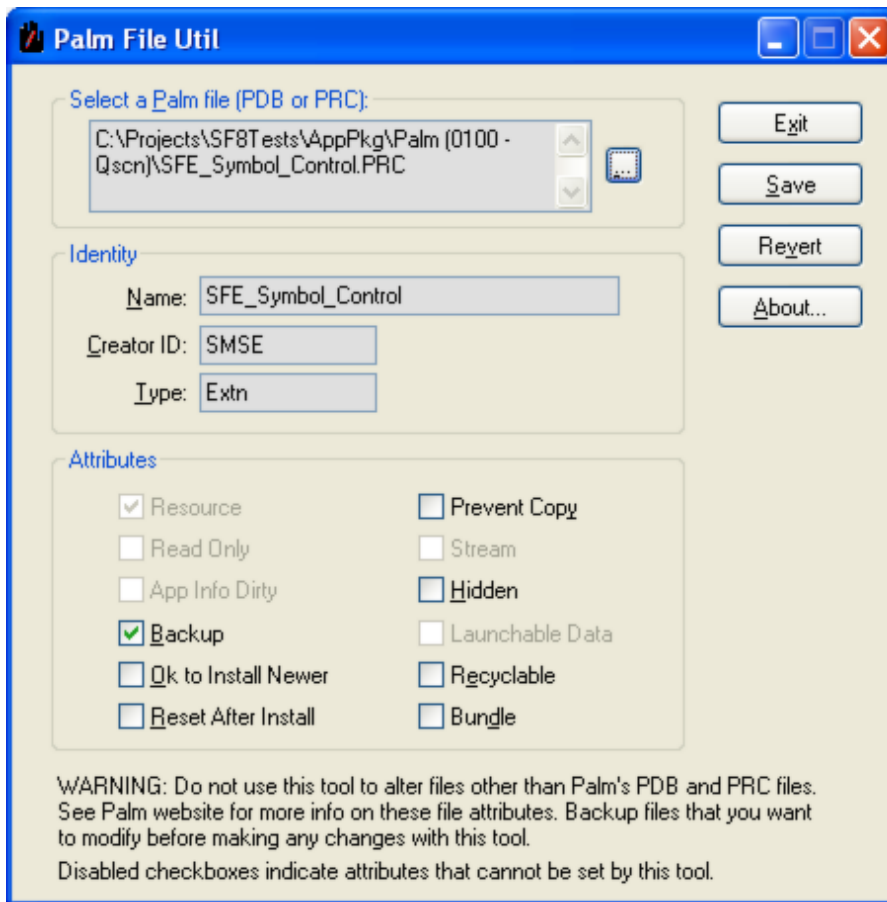 Palm File Util
Select a Palm file (PDB or PRC):
C:\Projects\SF8Tests\AppPkg\Palm (0100 -
Qscn)\SFE_Symbol_Control.PRC
...
Exit
Save
Revert
About...
Identity
Name: SFE_Symbol_Control
Creator ID: SMSE
Type: Extn
Attributes
Resource Prevent Copy
Read Only Stream
App Info Dirty Hidden
Backup Launchable Data
Ok to Install Newer Recyclable
Reset After Install Bundle
WARNING: Do not use this tool to alter files other than Palm's PDB and PRC files.
See Palm website for more info on these file attributes. Backup files that you want
to modify before making any changes with this tool.
Disabled checkboxes indicate attributes that cannot be set by this tool.